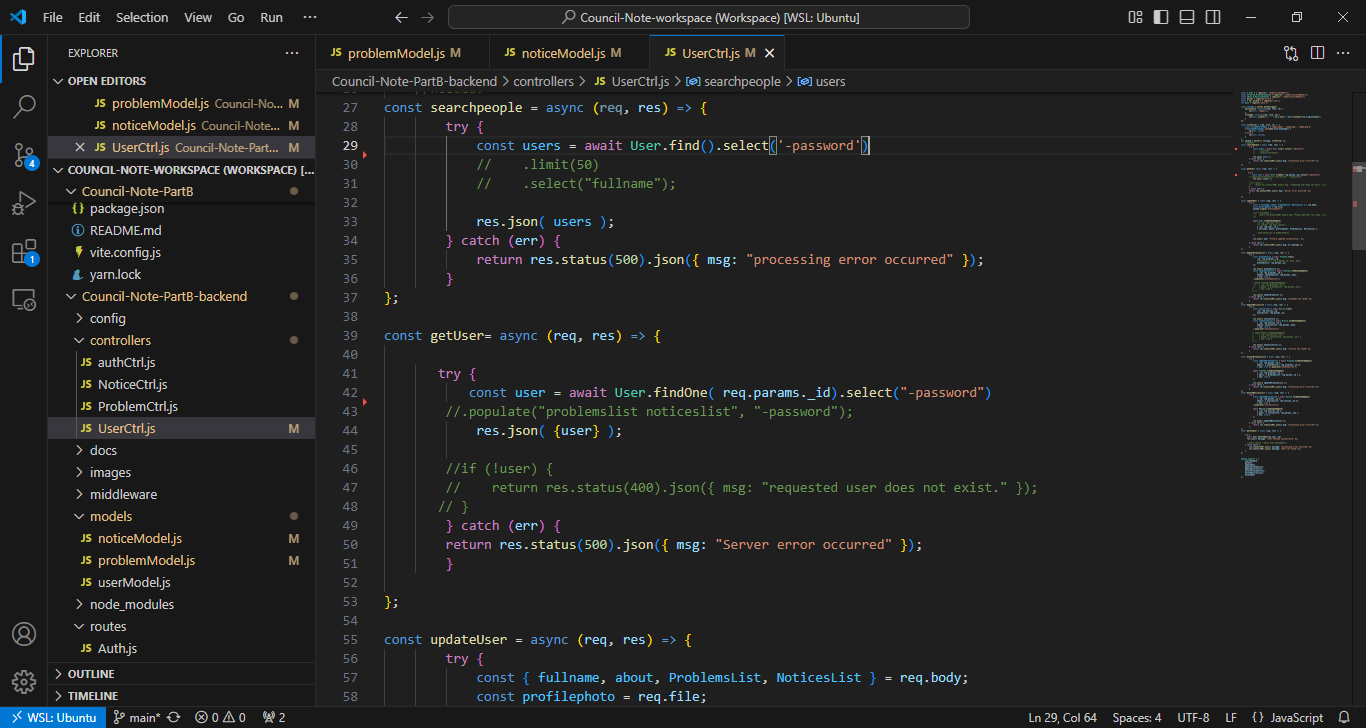 File Edit Selection View Go Run ··· Council-Note-workspace (Workspace) [WSL: Ubuntu]
EXPLORER ···
OPEN EDITORS
JS problemModel.js Council-No... M
JS noticeModel.js Council-Note... M
JS UserCtrl.js Council-Note-Part... M
COUNCIL-NOTE-WORKSPACE (WORKSPACE) [...
Council-Note-PartB
{} package.json
README.md
vite.config.js
yarn.lock
Council-Note-PartB-backend
config
controllers
JS authCtrl.js
JS NoticeCtrl.js
JS ProblemCtrl.js
JS UserCtrl.js M
docs
images
middleware
models
JS noticeModel.js M
JS problemModel.js M
JS userModel.js
node_modules
routes
JS Auth.js
OUTLINE
TIMELINE
4
1
JS problemModel.js M JS noticeModel.js M JS UserCtrl.js M
Council-Note-PartB-backend > controllers > JS UserCtrl.js > searchpeople > users
27 const searchpeople = async (req, res) => {
28 try {
29 const users = await User.find().select('-password')
30 // .limit(50)
31 // .select("fullname");
32
33 res.json( users );
34 } catch (err) {
35 return res.status(500).json({ msg: "processing error occurred" });
36 }
37 };
38
39 const getUser= async (req, res) => {
40
41 try {
42 const user = await User.findOne( req.params._id).select("-password")
43 //.populate("problemslist noticeslist", "-password");
44 res.json( {user} );
45
46 //if (!user) {
47 // return res.status(400).json({ msg: "requested user does not exist." });
48 // }
49 } catch (err) {
50 return res.status(500).json({ msg: "Server error occurred" });
51 }
52
53 };
54
55 const updateUser = async (req, res) => {
56 try {
57 const { fullname, about, ProblemsList, NoticesList } = req.body;
58 const profilephoto = req.file;
WSL: Ubuntu main* 0 0 2 Ln 29, Col 64 Spaces: 4 UTF-8 LF {} JavaScript